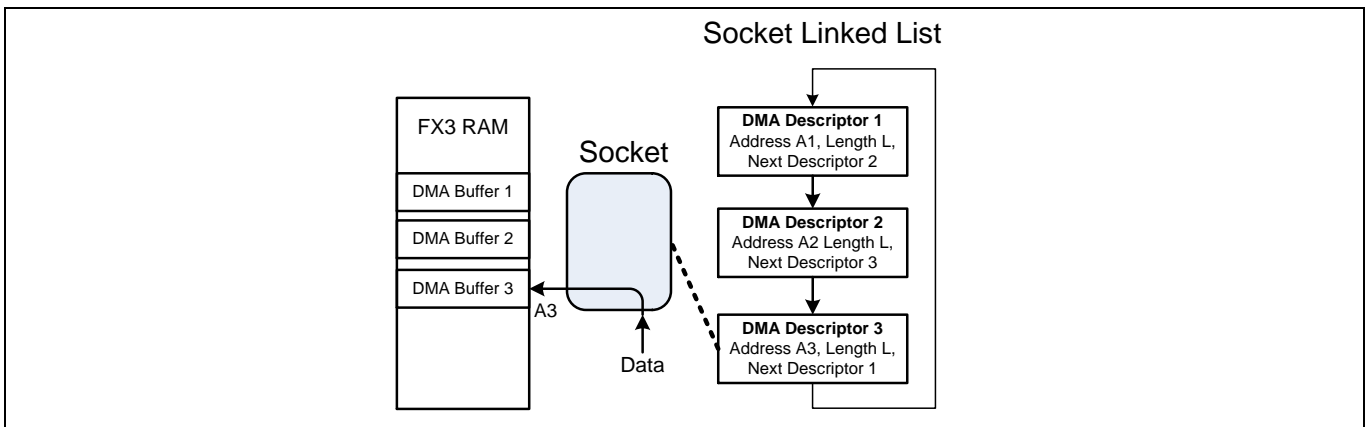 Socket Linked List
FX3 RAM
DMA Buffer 1
DMA Buffer 2
DMA Buffer 3
Socket
A3
Data
DMA Descriptor 1
Address A1, Length L,
Next Descriptor 2
DMA Descriptor 2
Address A2 Length L,
Next Descriptor 3
DMA Descriptor 3
Address A3, Length L,
Next Descriptor 1